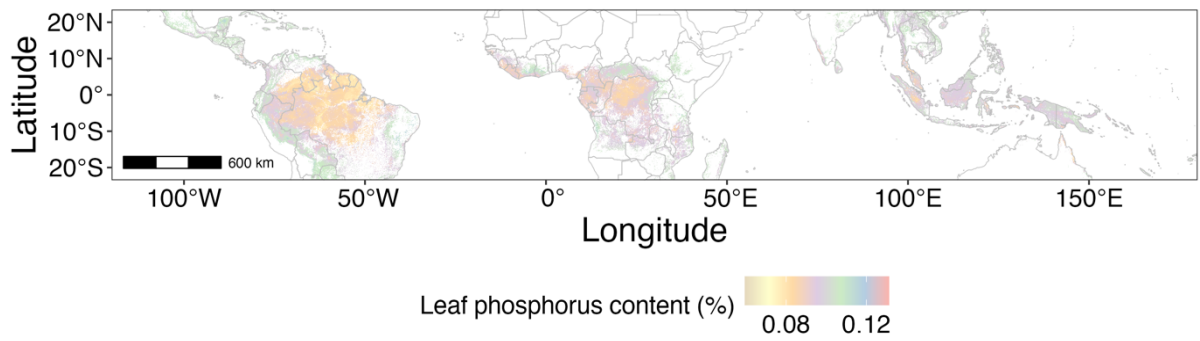 Latitude
20°N
10°N
0°
10°S
20°S
600 km
100°W 50°W 0° 50°E 100°E 150°E
Longitude
Leaf phosphorus content (%)
0.08 0.12